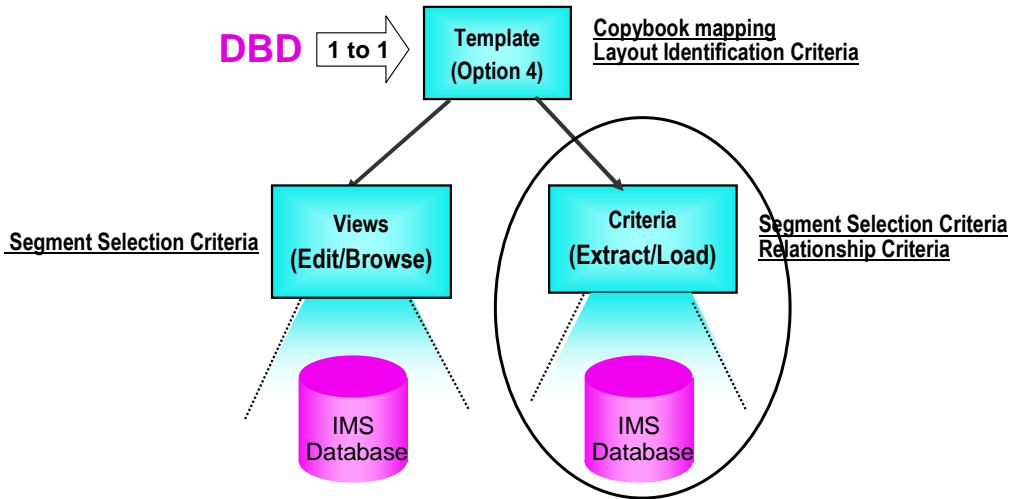 DBD
1 to 1
Template
(Option 4)
Copybook mapping
Layout Identification Criteria
Segment Selection Criteria
Views
(Edit/Browse)
Criteria
(Extract/Load)
Segment Selection Criteria
Relationship Criteria
IMS
Database
IMS
Database